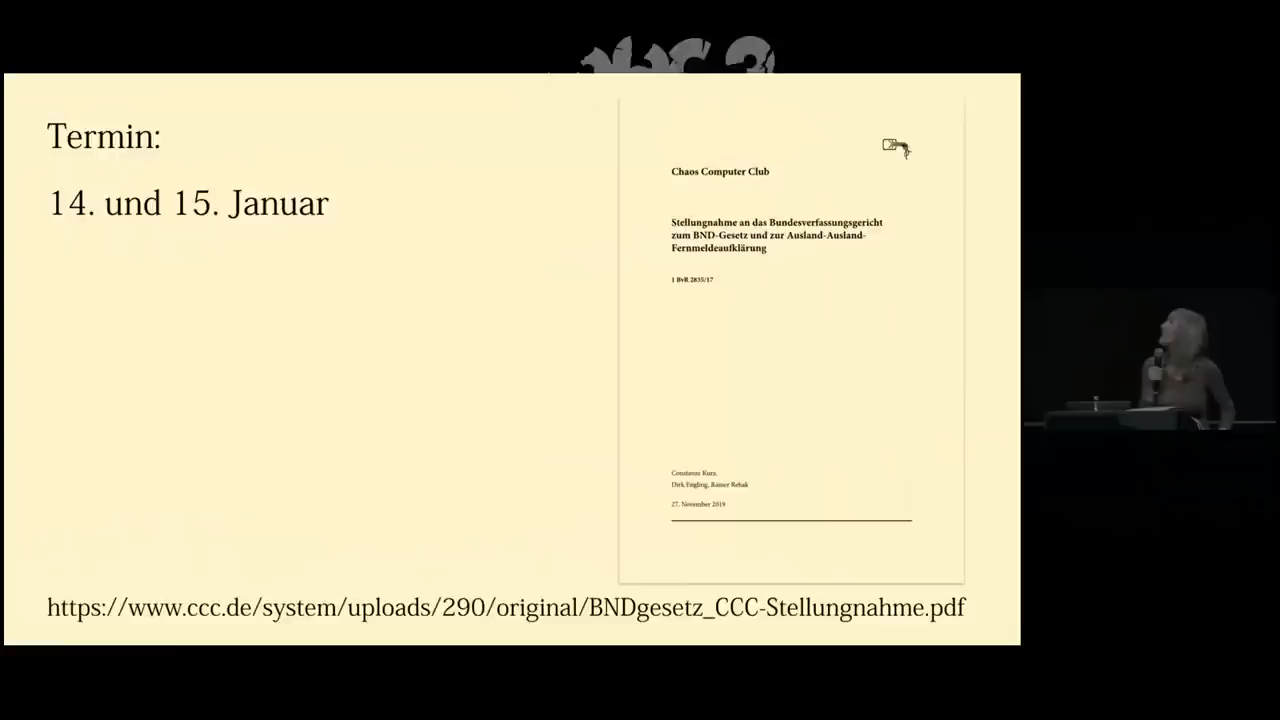 Termin:
14. und 15. Januar
Chaos Computer Club
Stellungnahme an das Bundesverfassungsgericht
zum BND-Gesetz und zur Ausland-Ausland-
Fernmeldeaufklärung
1 BvR 2835/17
Constanze Kurz,
Dirk Engling, Rainer Rehak
27. November 2019
https://www.ccc.de/system/uploads/290/original/BNDgesetz_CCC-Stellungnahme.pdf